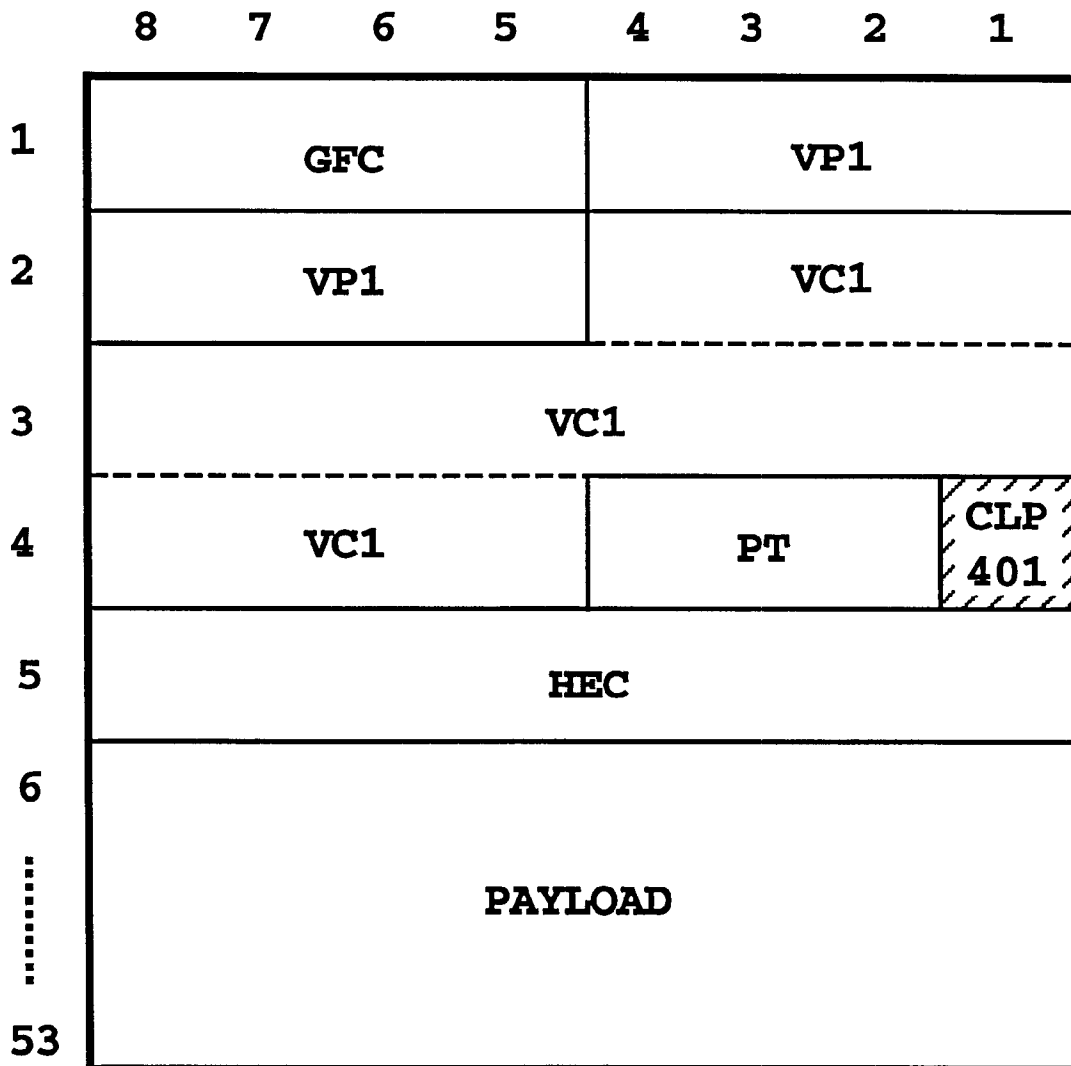 8 7 6 5 4 3 2 1
1 GFC VP1
2 VP1 VC1
3 VC1
4 VC1 PT CLP
401
5 HEC
6
PAYLOAD
53